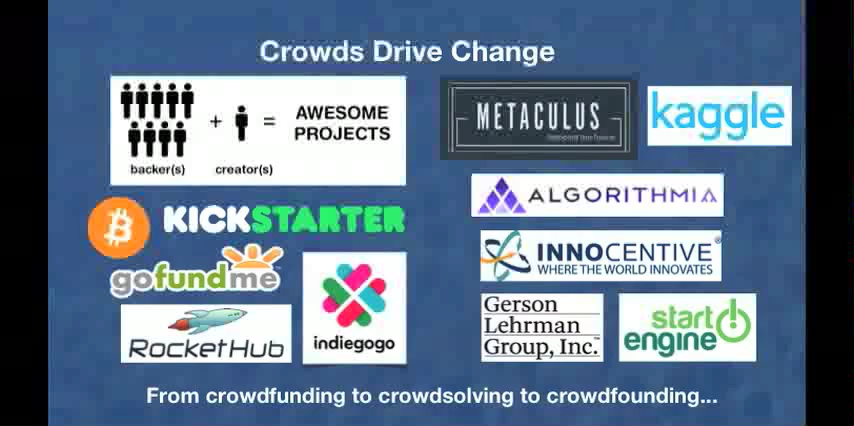 Crowds Drive Change
+
=
AWESOME
PROJECTS
backer(s)
creator(s)
KICKSTARTER
gofundme
ROCKETHUB
indiegogo
METACULUS
kaggle
ALGORITHMIA
INNOCENTIVE®
WHERE THE WORLD INNOVATES
Gerson
Lehrman
Group, Inc.™
start
engine
From crowdfunding to crowdsolving to crowdfounding...